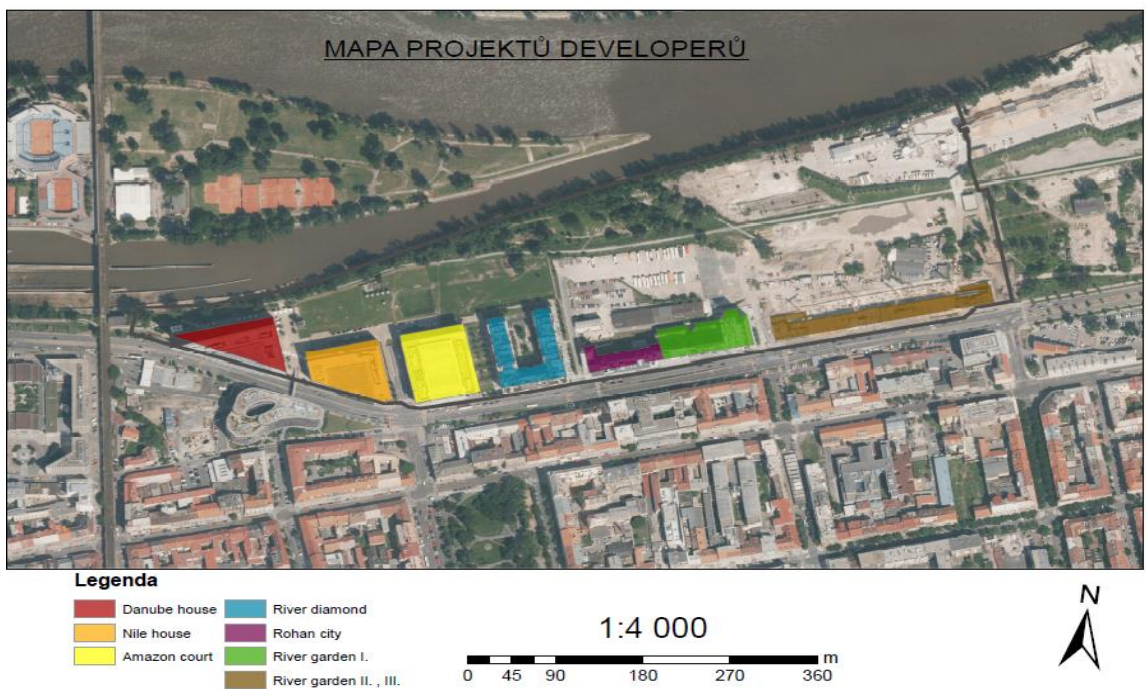 MAPA PROJEKTŮ DEVELOPERŮ
Legenda
Danube house
Nile house
Amazon court
River diamond
Rohan city
River garden I.
River garden II. , III.
1:4 000
0 45 90 180 270 360 m
N